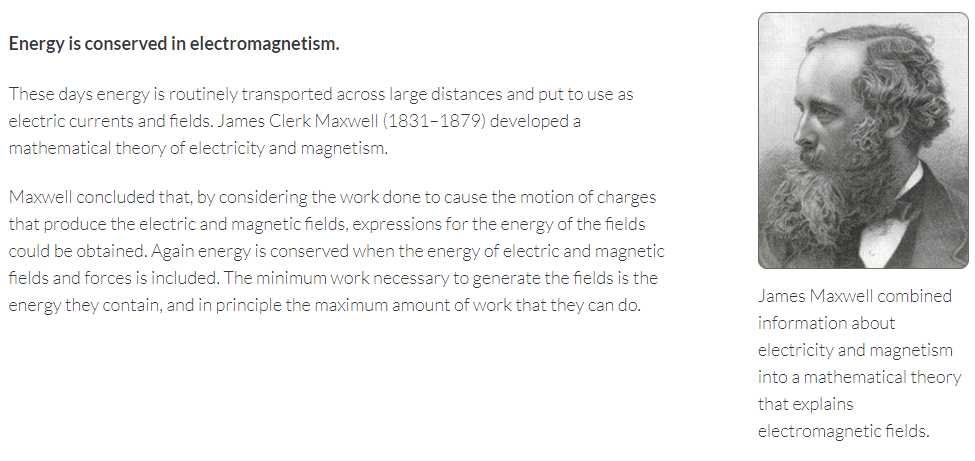 Energy is conserved in electromagnetism.
These days energy is routinely transported across large distances and put to use as
electric currents and fields. James Clerk Maxwell (1831–1879) developed a
mathematical theory of electricity and magnetism.
Maxwell concluded that, by considering the work done to cause the motion of charges
that produce the electric and magnetic fields, expressions for the energy of the fields
could be obtained. Again energy is conserved when the energy of electric and magnetic
fields and forces is included. The minimum work necessary to generate the fields is the
energy they contain, and in principle the maximum amount of work that they can do.
James Maxwell combined
information about
electricity and magnetism
into a mathematical theory
that explains
electromagnetic fields.